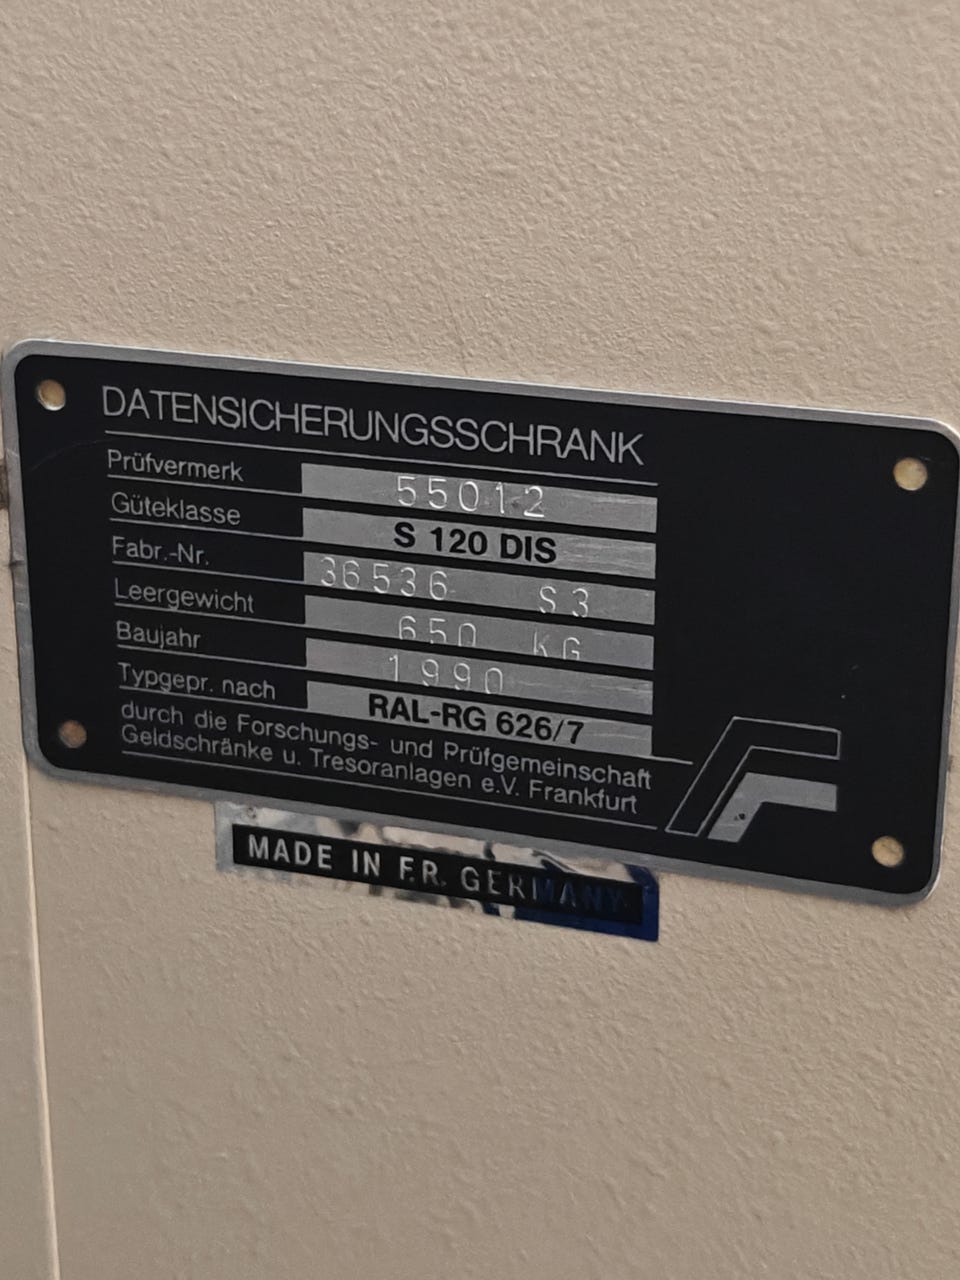 DATENSICHERUNGSSCHRANK
Prüfvermerk 55012
Güteklasse S 120 DIS
Fabr.-Nr. 36536 S3
Leergewicht 650 KG
Baujahr 1990
Typgepr. nach RAL-RG 626/7
durch die Forschungs- und Prüfgemeinschaft
Geldschränke u. Tresoranlagen e.V. Frankfurt
MADE IN F.R. GERMANY